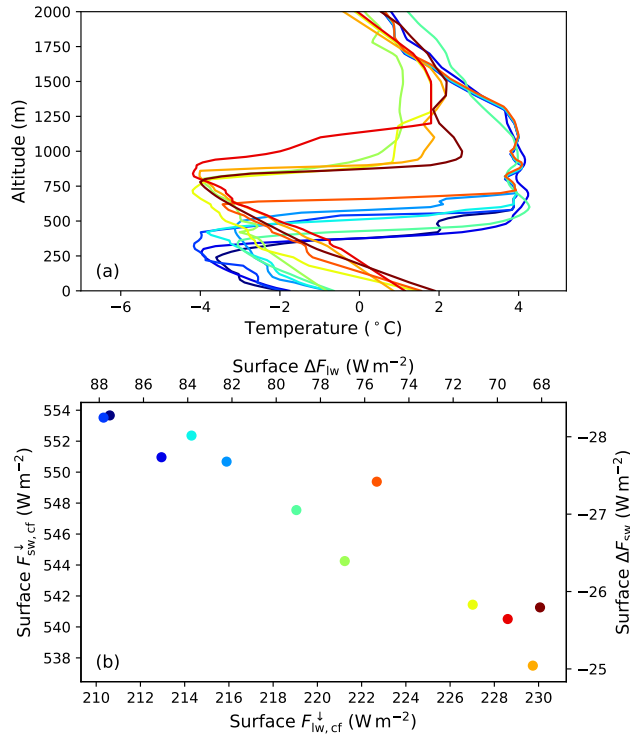 2000
1750
1500
1250
1000
750
500
250
0
Altitude (m)
(a)
−6 −4 −2 0 2 4
Temperature (°C)
Surface ΔF_lw (W m⁻²)
88 86 84 82 80 78 76 74 72 70 68
554
552
550
548
546
544
542
540
538
Surface F↓_sw, cf (W m⁻²)
−28
−27
−26
−25
Surface ΔF_sw (W m⁻²)
(b)
210 212 214 216 218 220 222 224 226 228 230
Surface F↓_lw, cf (W m⁻²)